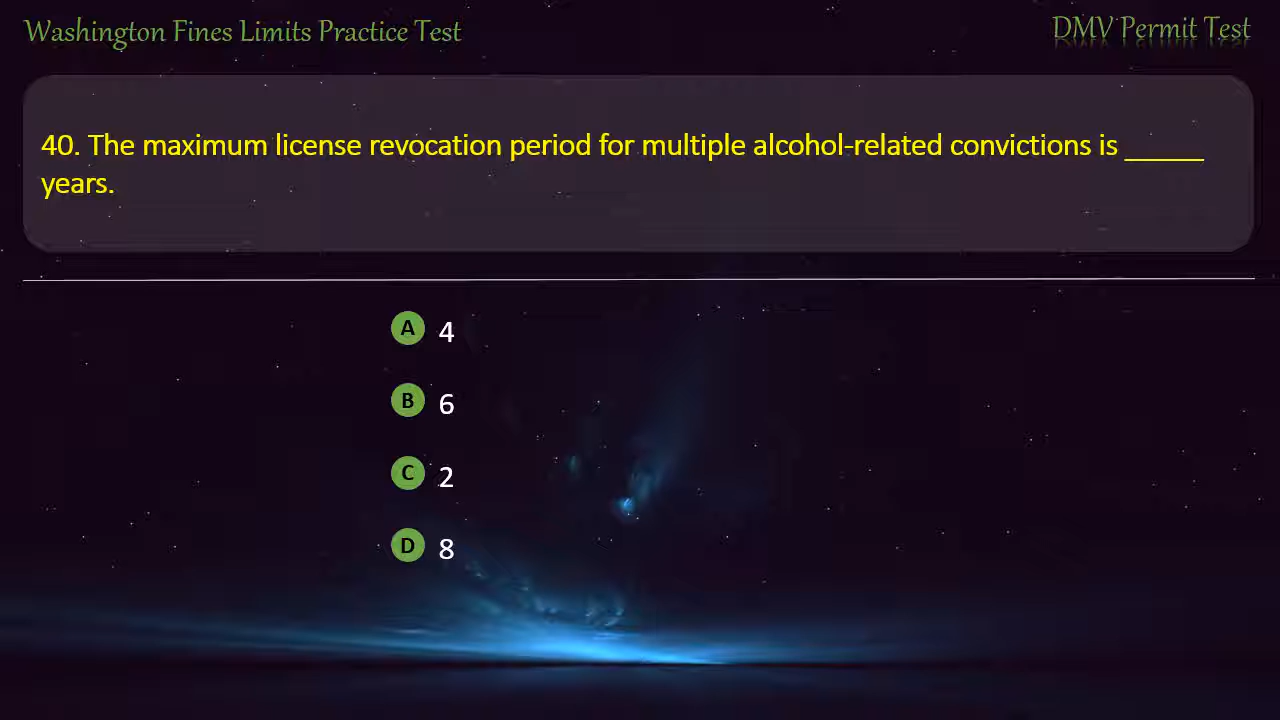 Washington Fines Limits Practice Test
DMV Permit Test
40. The maximum license revocation period for multiple alcohol-related convictions is _____
years.
A 4
B 6
C 2
D 8